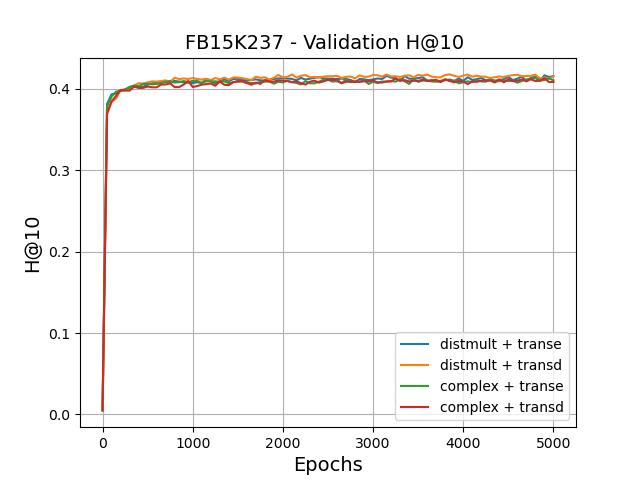 FB15K237 - Validation H@10
H@10
0.4
0.3
0.2
0.1
0.0
0 1000 2000 3000 4000 5000
Epochs
distmult + transe
distmult + transd
complex + transe
complex + transd